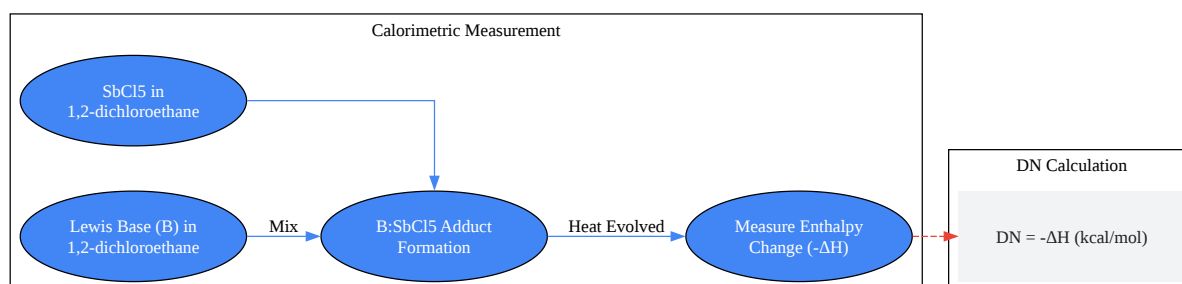 Calorimetric Measurement
SbCl5 in
1,2-dichloroethane
Lewis Base (B) in
1,2-dichloroethane
Mix
B:SbCl5 Adduct
Formation
Heat Evolved
Measure Enthalpy
Change (-ΔH)
DN Calculation
DN = -ΔH (kcal/mol)